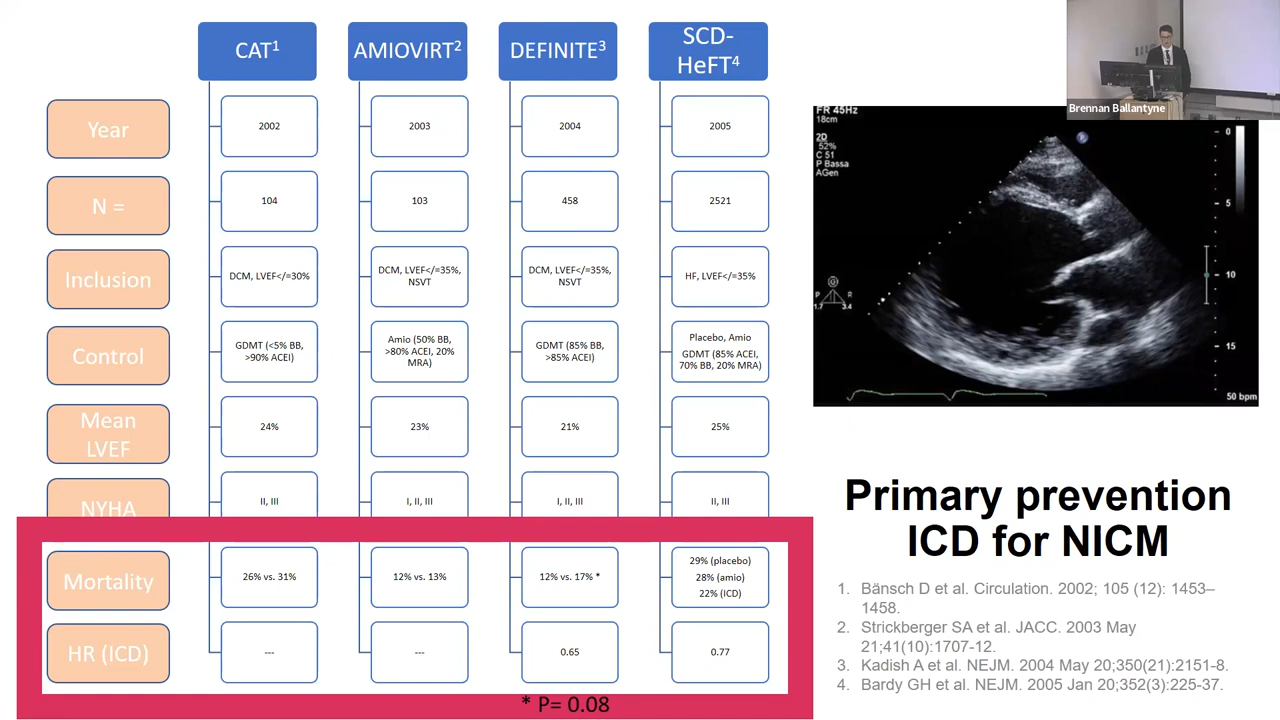 CAT1
AMIOVIRT2
DEFINITE3
SCD-
HeFT4
Year
2002
2003
2004
2005
N =
104
103
458
2521
Inclusion
DCM, LVEF</=30%
DCM, LVEF</=35%,
NSVT
DCM, LVEF</=35%,
NSVT
HF, LVEF</=35%
Control
GDMT (<5% BB,
>90% ACEI)
Amio (50% BB,
>80% ACEI, 20%
MRA)
GDMT (85% BB,
>85% ACEI)
Placebo, Amio
GDMT (85% ACEI,
70% BB, 20% MRA)
Mean
LVEF
24%
23%
21%
25%
NYHA
II, III
I, II, III
I, II, III
II, III
Mortality
26% vs. 31%
12% vs. 13%
12% vs. 17% *
29% (placebo)
28% (amio)
22% (ICD)
HR (ICD)
---
---
0.65
0.77
* P= 0.08
Brennan Ballantyne
FR 45Hz
18cm
2D
52%
C 51
P Bassa
AGen
P
G
P R
1.7 3.4
0
5
10
15
50 bpm
Primary prevention
ICD for NICM
1. Bänsch D et al. Circulation. 2002; 105 (12): 1453–
1458.
2. Strickberger SA et al. JACC. 2003 May
21;41(10):1707-12.
3. Kadish A et al. NEJM. 2004 May 20;350(21):2151-8.
4. Bardy GH et al. NEJM. 2005 Jan 20;352(3):225-37.